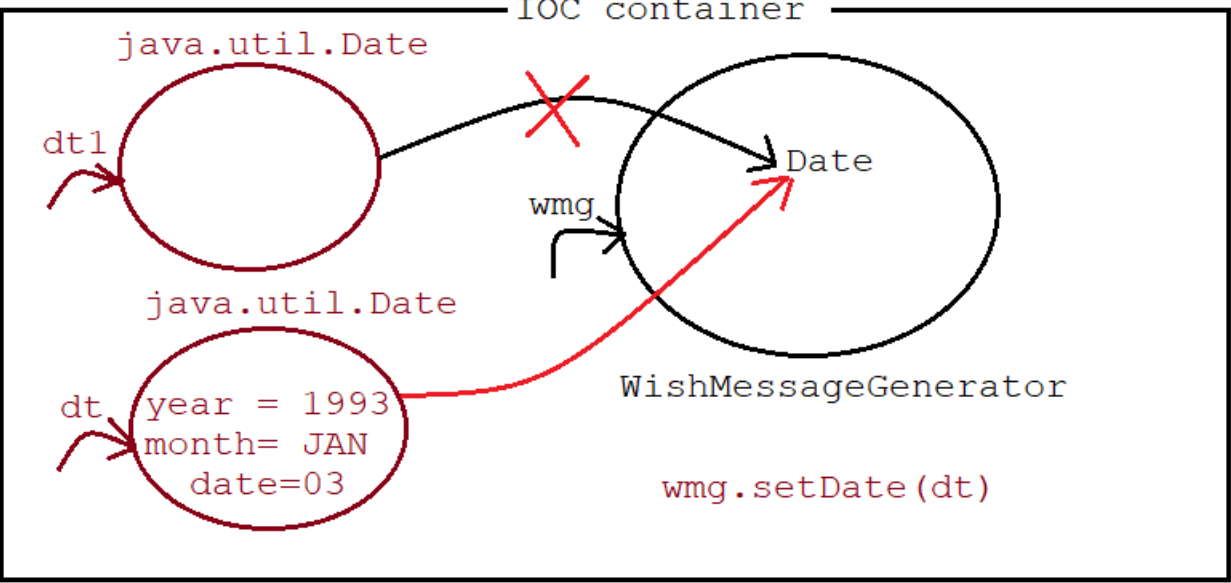 IOC container
java.util.Date
dt1
Date
wmg
java.util.Date
WishMessageGenerator
dt
year = 1993
month= JAN
date=03
wmg.setDate(dt)